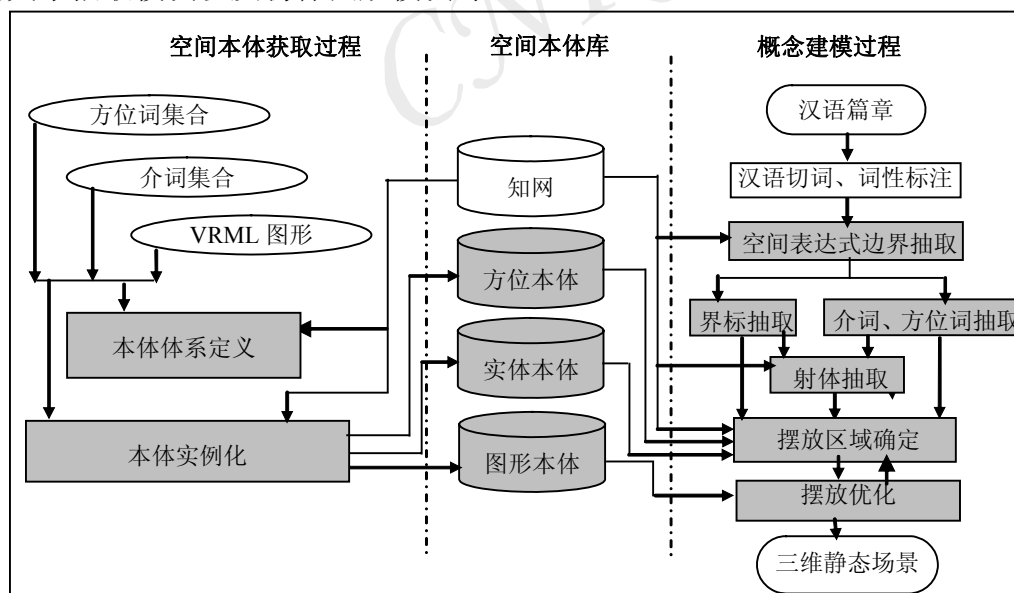 空间本体获取过程
空间本体库
概念建模过程
方位词集合
介词集合
VRML 图形
本体体系定义
本体实例化
知网
方位本体
实体本体
图形本体
汉语篇章
汉语切词、词性标注
空间表达式边界抽取
界标抽取
介词、方位词抽取
射体抽取
摆放区域确定
摆放优化
三维静态场景